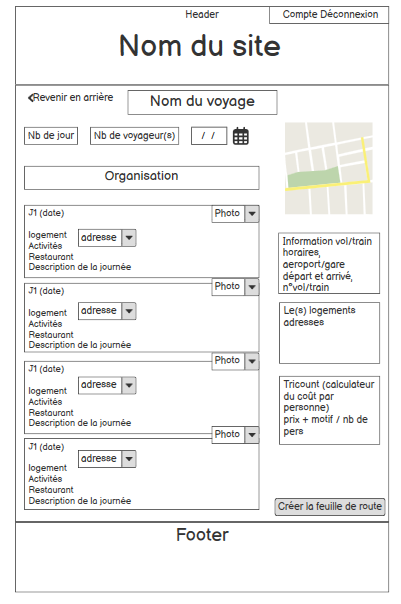 Header
Compte Déconnexion
Nom du site
Revenir en arrière
Nom du voyage
Nb de jour
Nb de voyageur(s)
/ /
Organisation
J1 (date)
Photo
logement
adresse
Activités
Restaurant
Description de la journée
J1 (date)
Photo
logement
adresse
Activités
Restaurant
Description de la journée
J1 (date)
Photo
logement
adresse
Activités
Restaurant
Description de la journée
J1 (date)
Photo
logement
adresse
Activités
Restaurant
Description de la journée
Information vol/train
horaires,
aeroport/gare
départ et arrivé,
n°vol/train
Le(s) logements
adresses
Tricount (calculateur
du coût par
personne)
prix + motif / nb de
pers
Créer la feuille de route
Footer